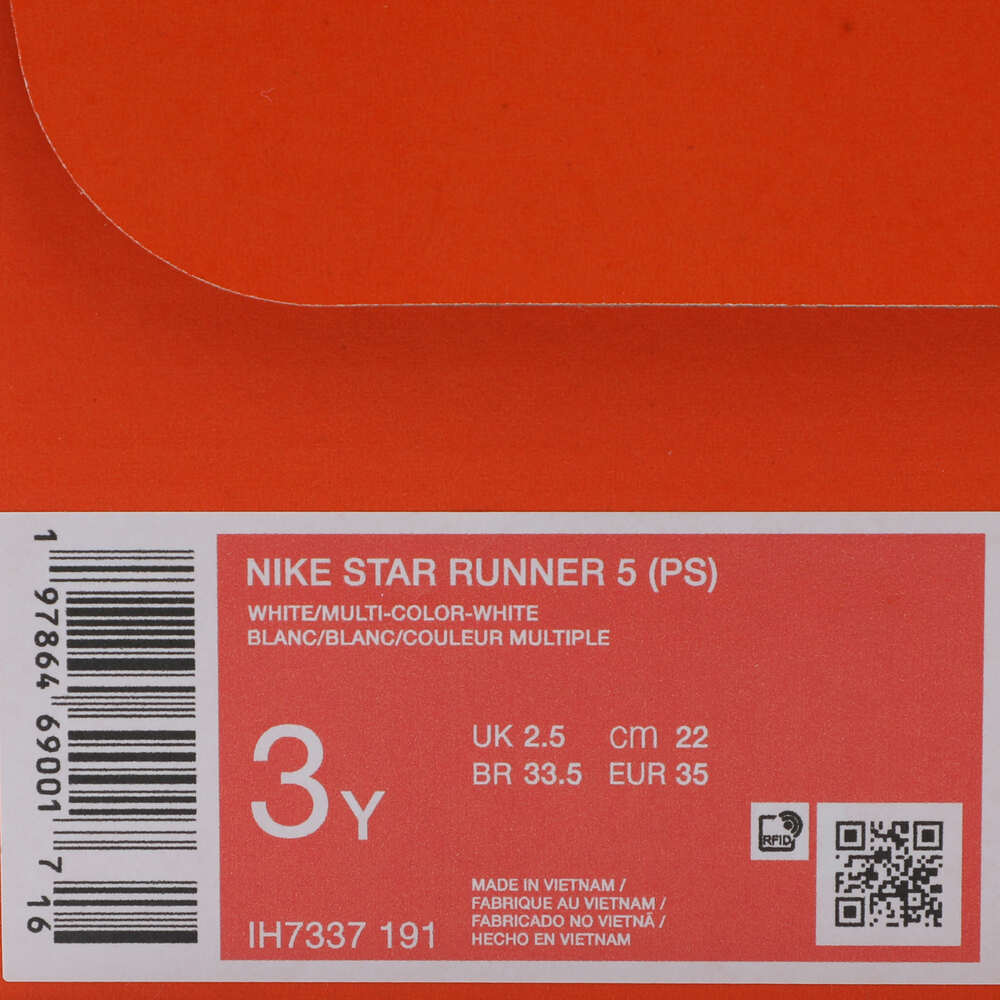 1 97864 69001 7 16
NIKE STAR RUNNER 5 (PS)
WHITE/MULTI-COLOR-WHITE
BLANC/BLANC/COULEUR MULTIPLE
3Y
UK 2.5 cm 22
BR 33.5 EUR 35
RFID
MADE IN VIETNAM /
FABRIQUE AU VIETNAM /
FABRICADO NO VIETNÃ /
HECHO EN VIETNAM
IH7337 191